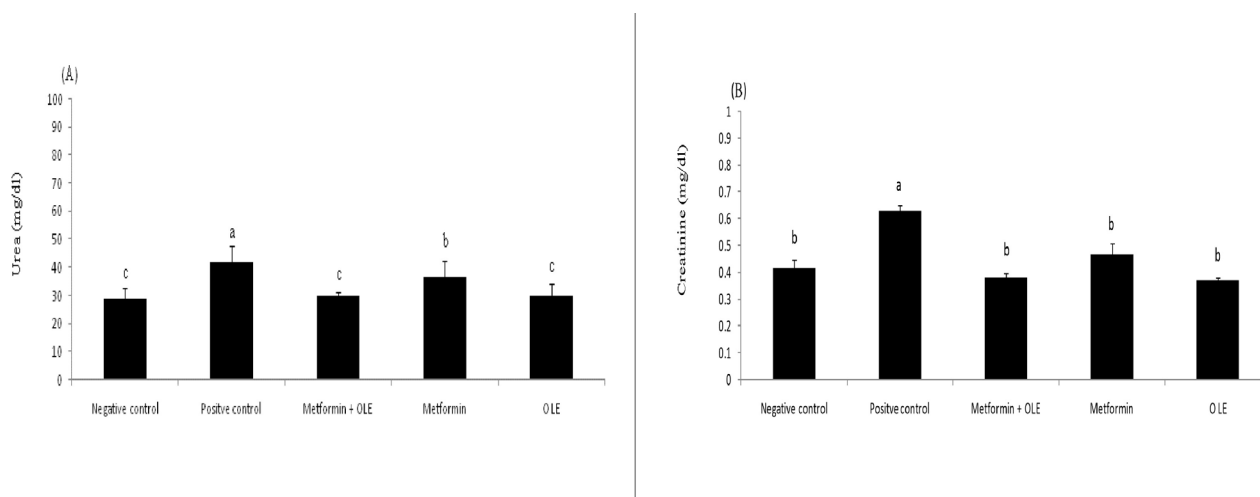 (A)
Urea (mg/dl)
100
90
80
70
60
50
40
30
20
10
0
c
a
c
b
c
Negative control
Positve control
Metformin + OLE
Metformin
OLE
(B)
Creatinine (mg/dl)
1
0.9
0.8
0.7
0.6
0.5
0.4
0.3
0.2
0.1
0
b
a
b
b
b
Negative control
Positve control
Metformin + OLE
Metformin
OLE